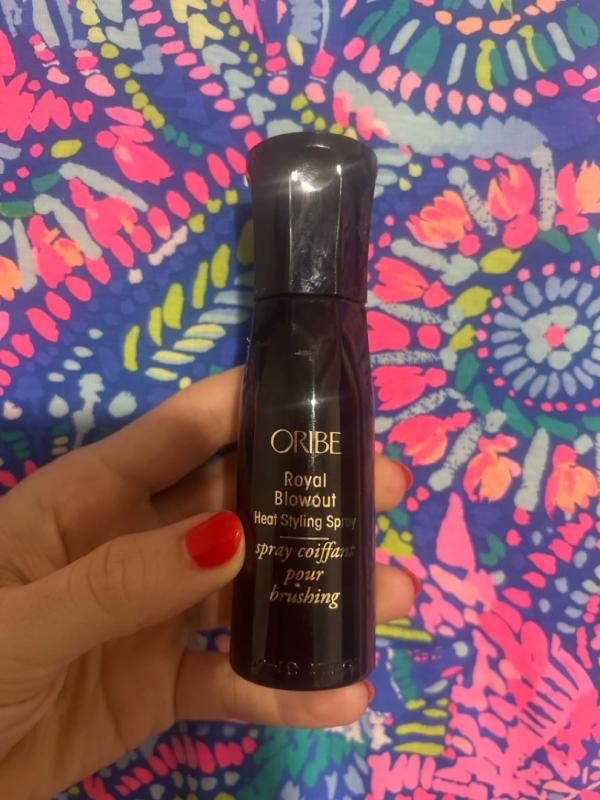 ORIBE
Royal
Blowout
Heat Styling Spray
spray coiffant
pour
brushing